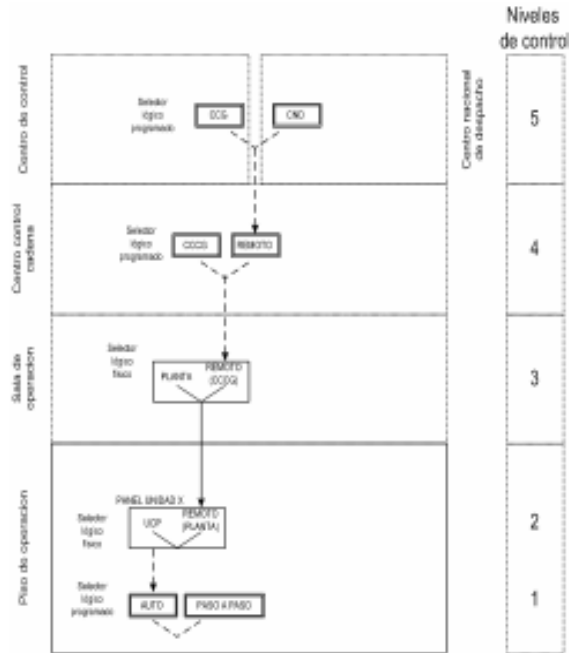 Niveles
de control
Centro de control
Selector
lógico
programado
CCG
CND
Centro nacional
de despacho
5
Centro control
cadena
Selector
lógico
programado
CCCG
REMOTO
4
Sala de
operacion
Selector
lógico
físico
PLANTA
REMOTO
(CCCG)
3
Piso de operacion
PANEL UNIDAD X
Selector
lógico
físico
UCP
REMOTO
(PLANTA)
2
Selector
lógico
programado
AUTO
PASO A PASO
1